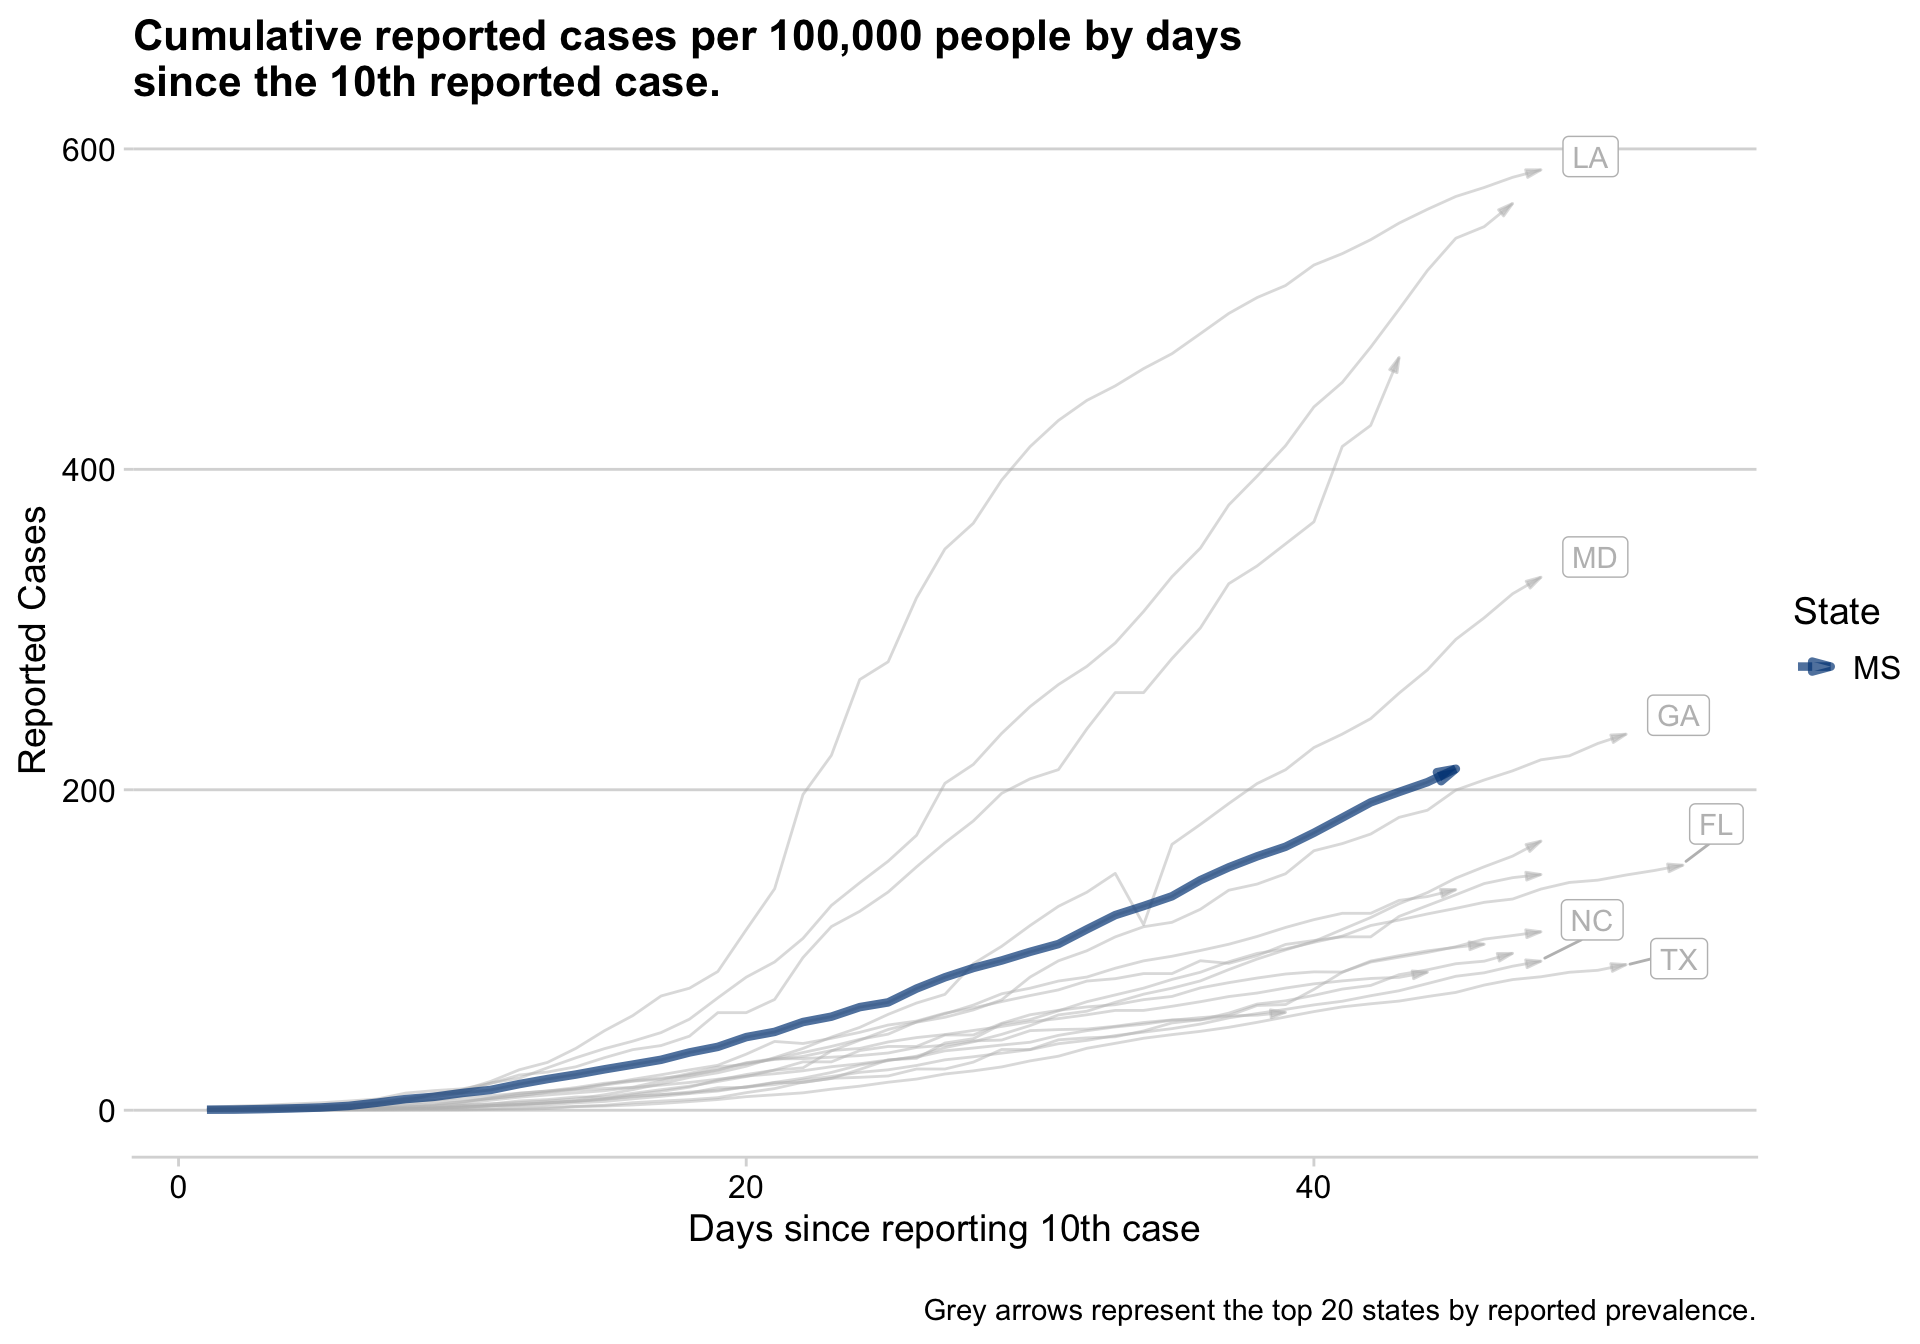 Cumulative reported cases per 100,000 people by days
since the 10th reported case.
600
LA
400
MD
Reported Cases
State
MS
GA
200
FL
NC
TX
0
0
20
40
Days since reporting 10th case
Grey arrows represent the top 20 states by reported prevalence.